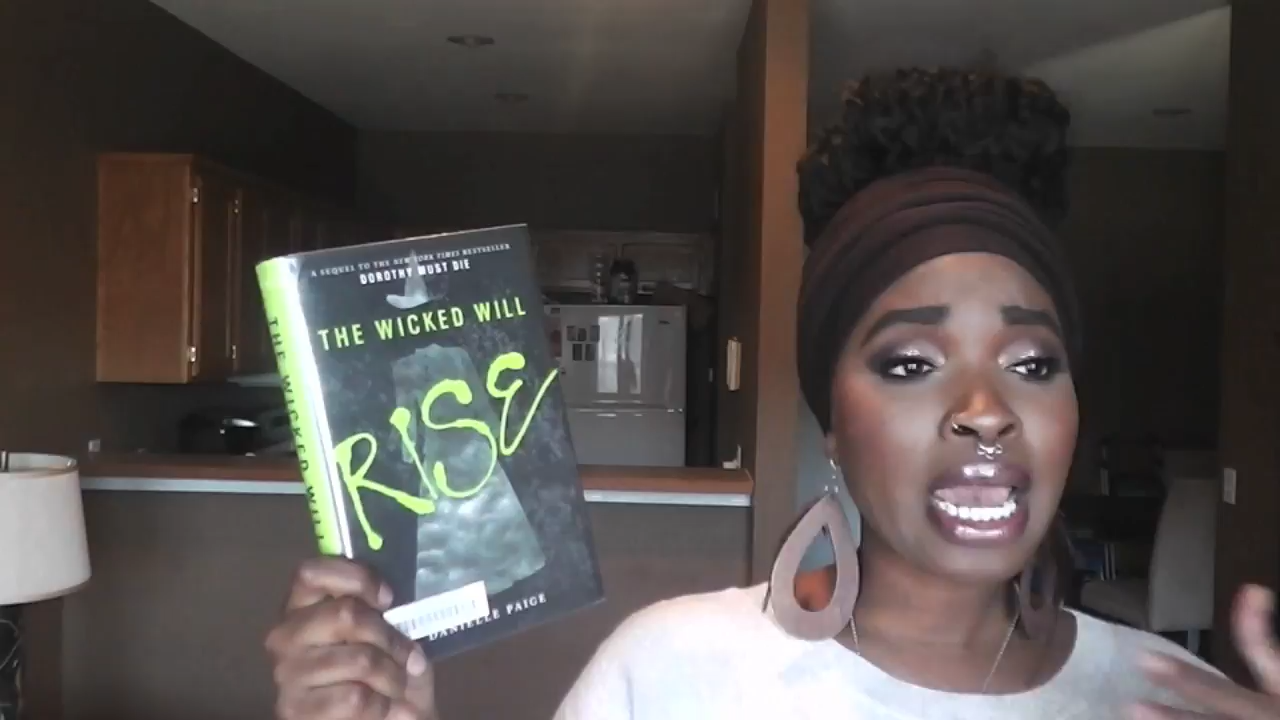 A SEQUEL TO THE NEW YORK TIMES BESTSELLER
DOROTHY MUST DIE
THE WICKED WILL
RISE
DANIELLE PAIGE
THE WICKED WILL